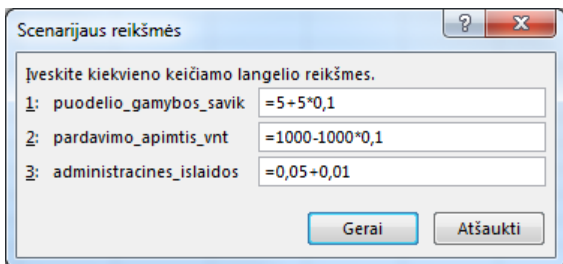 Scenarijaus reikšmės
Įveskite kiekvieno keičiamo langelio reikšmes.
1: puodelio_gamybos_savik =5+5*0,1
2: pardavimo_apimtis_vnt =1000-1000*0,1
3: administracines_islaidos =0,05+0,01
Gerai Atšaukti